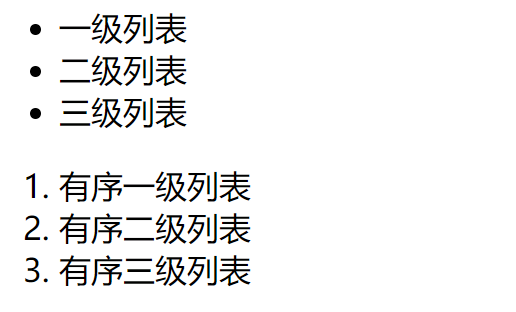 • 一级列表
• 二级列表
• 三级列表
1. 有序一级列表
2. 有序二级列表
3. 有序三级列表